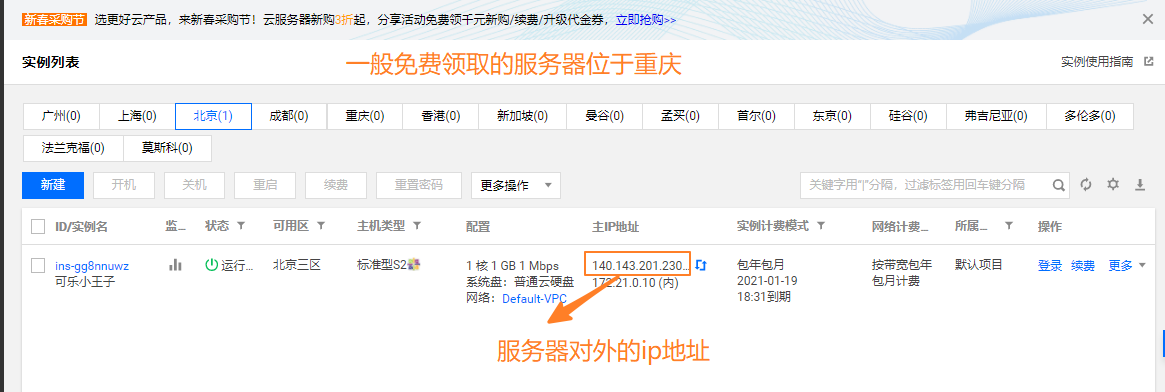 新春采购节 选更好云产品，来新春采购节！云服务器新购3折起，分享活动免费领千元新购/续费/升级代金券，立即抢购>>
实例列表
一般免费领取的服务器位于重庆
实例使用指南
广州(0) 上海(0) 北京(1) 成都(0) 重庆(0) 香港(0) 新加坡(0) 曼谷(0) 孟买(0) 首尔(0) 东京(0) 硅谷(0) 弗吉尼亚(0) 多伦多(0)
法兰克福(0) 莫斯科(0)
新建 开机 关机 重启 续费 重置密码 更多操作 关键字用"|"分隔，过滤标签用回车键分隔
ID/实例名 监... 状态 可用区 主机类型 配置 主IP地址 实例计费模式 网络计费... 所属... 操作
ins-gg8nnuwz 运行... 北京三区 标准型S2 1 核 1 GB 1 Mbps 140.143.201.230... 包年包月 按带宽包年 默认项目 登录 续费 更多
可乐小王子 系统盘：普通云硬盘 172.21.0.10 (内) 2021-01-19 包月计费
网络：Default-VPC 18:31到期
服务器对外的ip地址